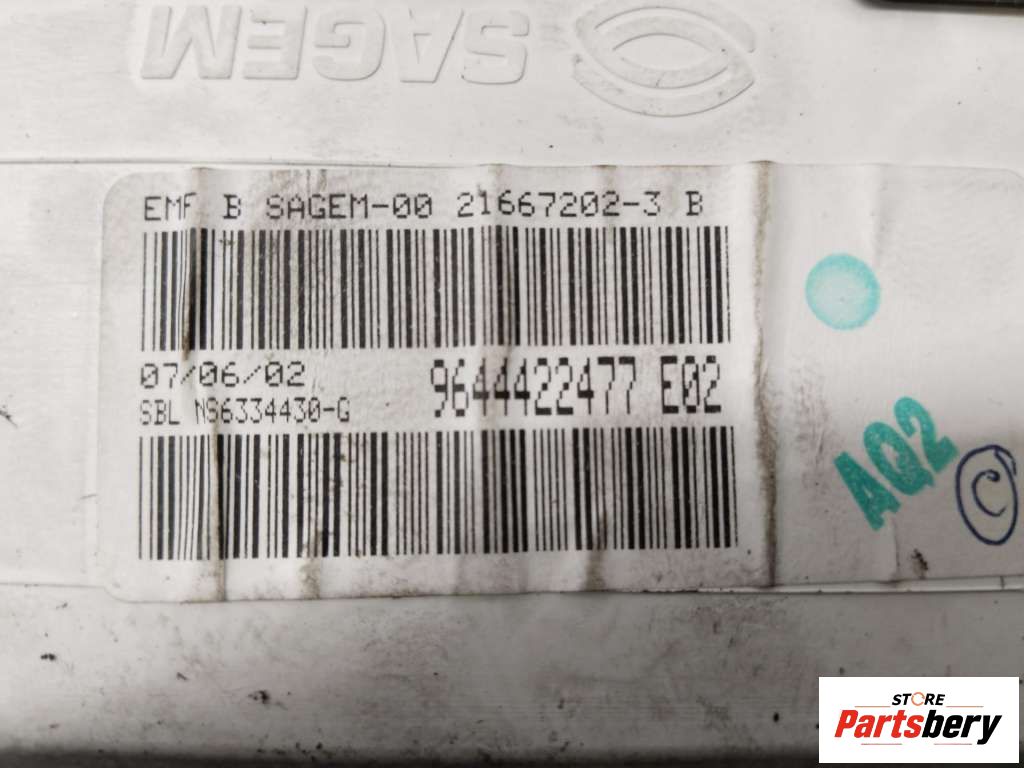 SAGEM
EMF B SAGEM-00 21667202-3 B
07/06/02
9644422477 E02
SBL NS6334430-G
AQ2
C
STORE
Partsbery